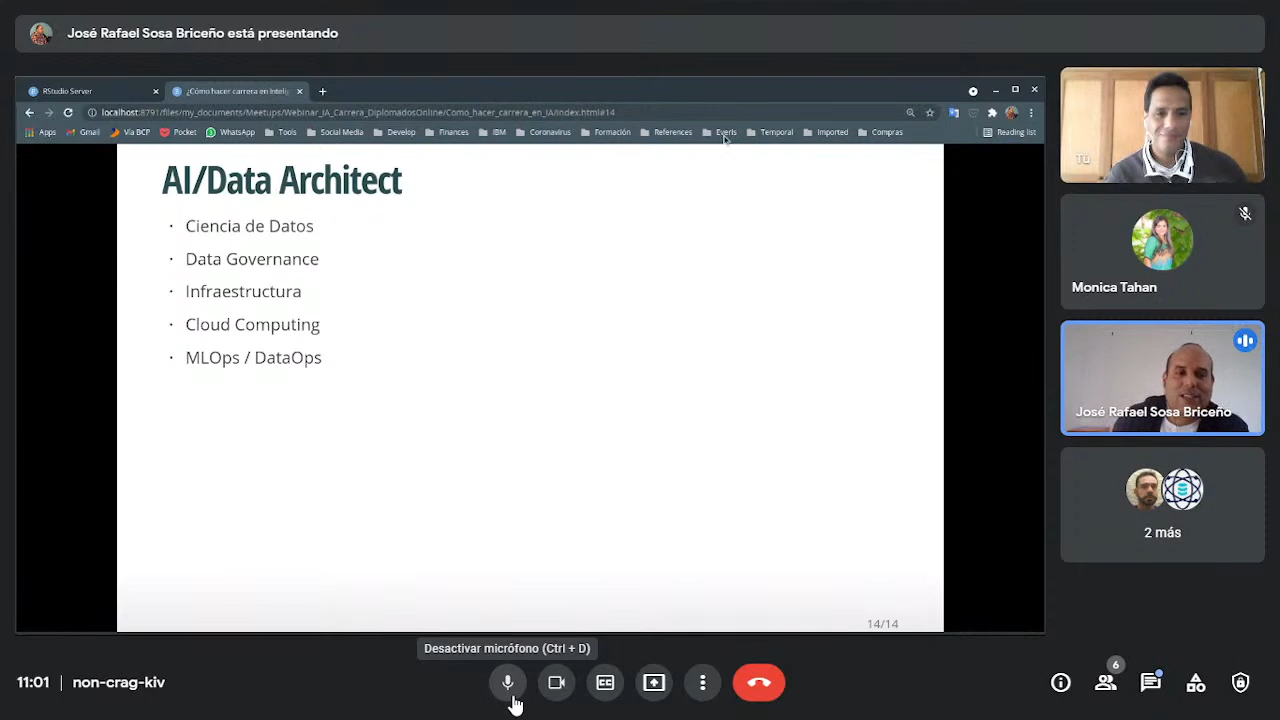 José Rafael Sosa Briceño está presentando
RStudio Server
¿Cómo hacer carrera en Intelig
localhost:8791/files/my_documents/Meetups/Webinar_IA_Carrera_DiplomadosOnline/Como_hacer_carrera_en_IA/index.html#14
Apps Gmail Vía BCP Pocket WhatsApp Tools Social Media Develop Finances IBM Coronavirus Formación References Everis Temporal Imported Compras Reading list
AI/Data Architect
· Ciencia de Datos
· Data Governance
· Infraestructura
· Cloud Computing
· MLOps / DataOps
14/14
Tú
Monica Tahan
José Rafael Sosa Briceño
2 más
Desactivar micrófono (Ctrl + D)
11:01 | non-crag-kiv
CC
6